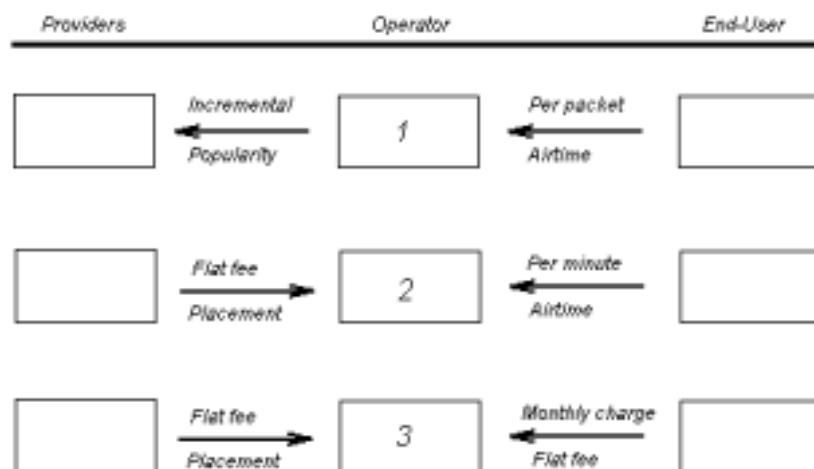 Providers Operator End-User
Incremental Per packet
1
Popularity Airtime
Flat fee Per minute
2
Placement Airtime
Flat fee Monthly charge
3
Placement Flat fee